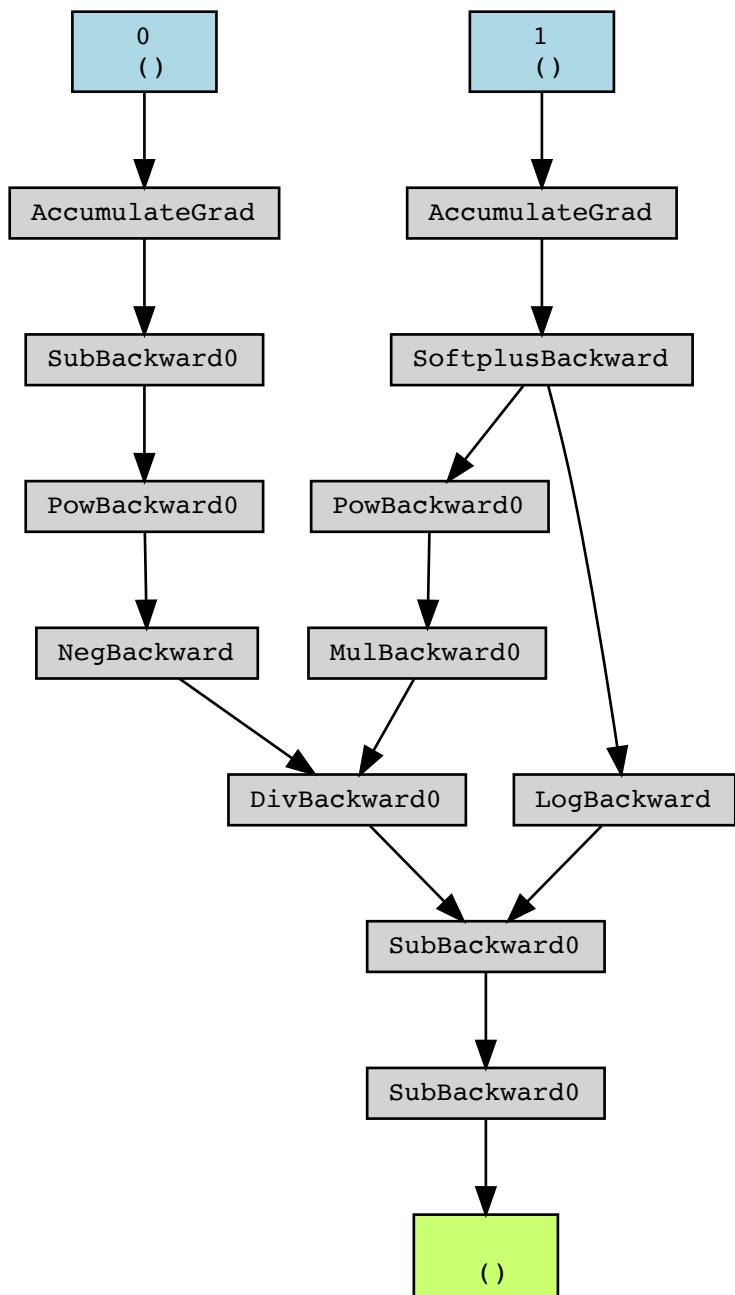 0
()
1
()
AccumulateGrad
AccumulateGrad
SubBackward0
SoftplusBackward
PowBackward0
PowBackward0
NegBackward
MulBackward0
DivBackward0
LogBackward
SubBackward0
SubBackward0
()